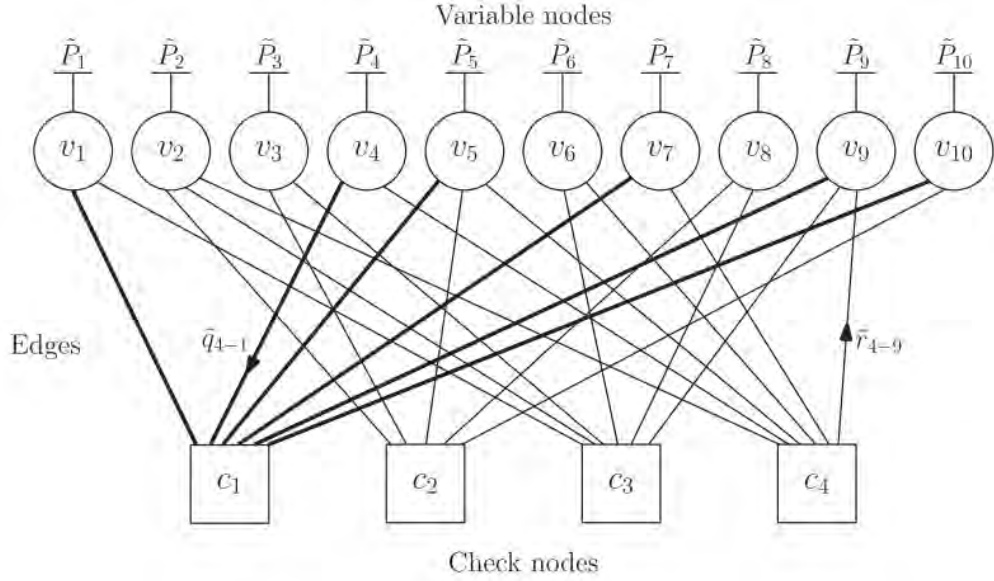 Variable nodes
P̃₁ P̃₂ P̃₃ P̃₄ P̃₅ P̃₆ P̃₇ P̃₈ P̃₉ P̃₁₀
v₁ v₂ v₃ v₄ v₅ v₆ v₇ v₈ v₉ v₁₀
Edges q̄₄₋₁ r̄₄₋₉
c₁ c₂ c₃ c₄
Check nodes